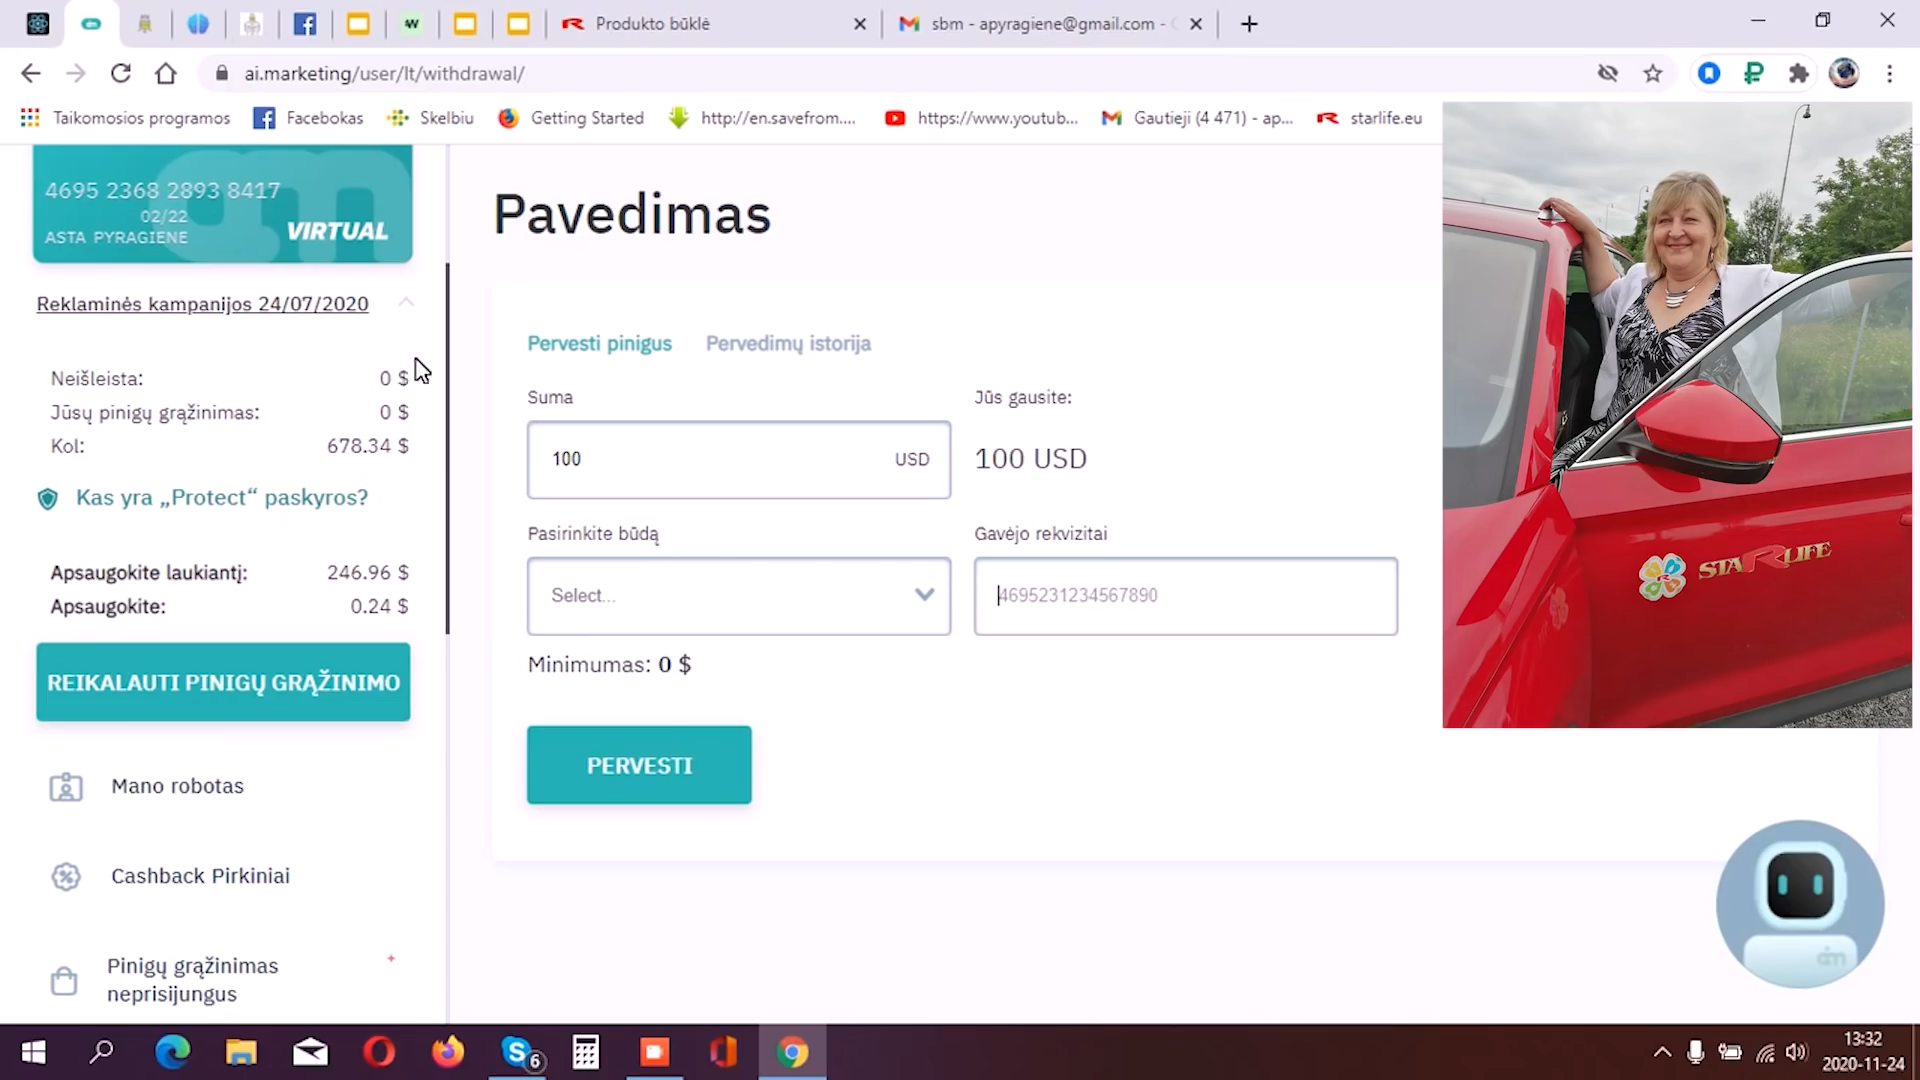 Produkto būklė
sbm - apyragiene@gmail.com -
ai.marketing/user/lt/withdrawal/
Taikomosios programos
Facebokas
Skelbiu
Getting Started
http://en.savefrom....
https://www.youtub...
Gautieji (4 471) - ap...
starlife.eu
4695 2368 2893 8417
02/22
ASTA PYRAGIENE
VIRTUAL
Reklaminės kampanijos 24/07/2020
Neišleista: 0 $
Jūsų pinigų grąžinimas: 0 $
Kol: 678.34 $
Kas yra „Protect“ paskyros?
Apsaugokite laukiantį: 246.96 $
Apsaugokite: 0.24 $
REIKALAUTI PINIGŲ GRĄŽINIMO
Mano robotas
Cashback Pirkiniai
Pinigų grąžinimas
neprisijungus
Pavedimas
Pervesti pinigus
Pervedimų istorija
Suma
Jūs gausite:
100 USD
100 USD
Pasirinkite būdą
Gavėjo rekvizitai
Select...
4695231234567890
Minimumas: 0 $
PERVESTI
STARLIFE
am
6
13:32
2020-11-24